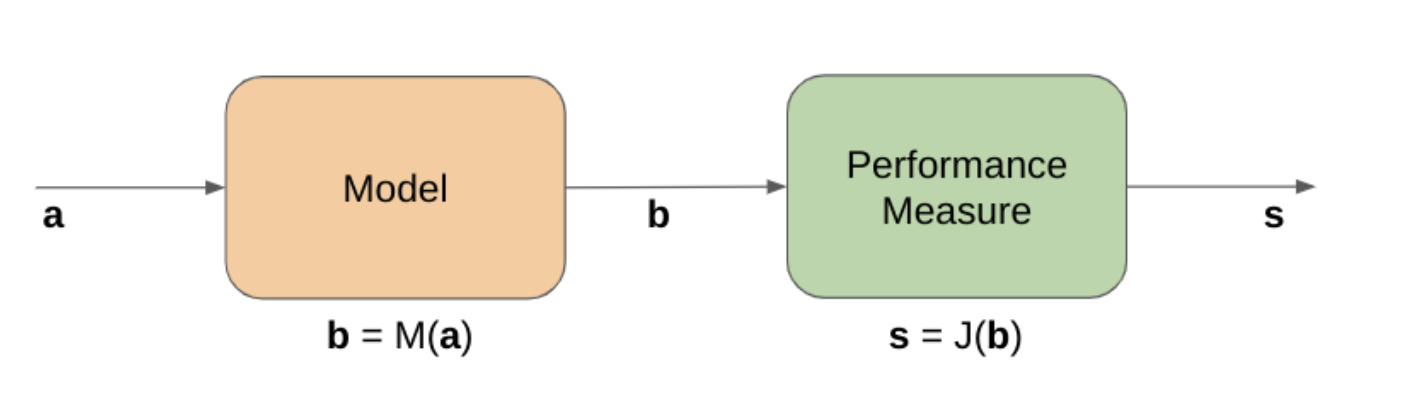 Model
Performance
Measure
a
b
s
b = M(a)
s = J(b)